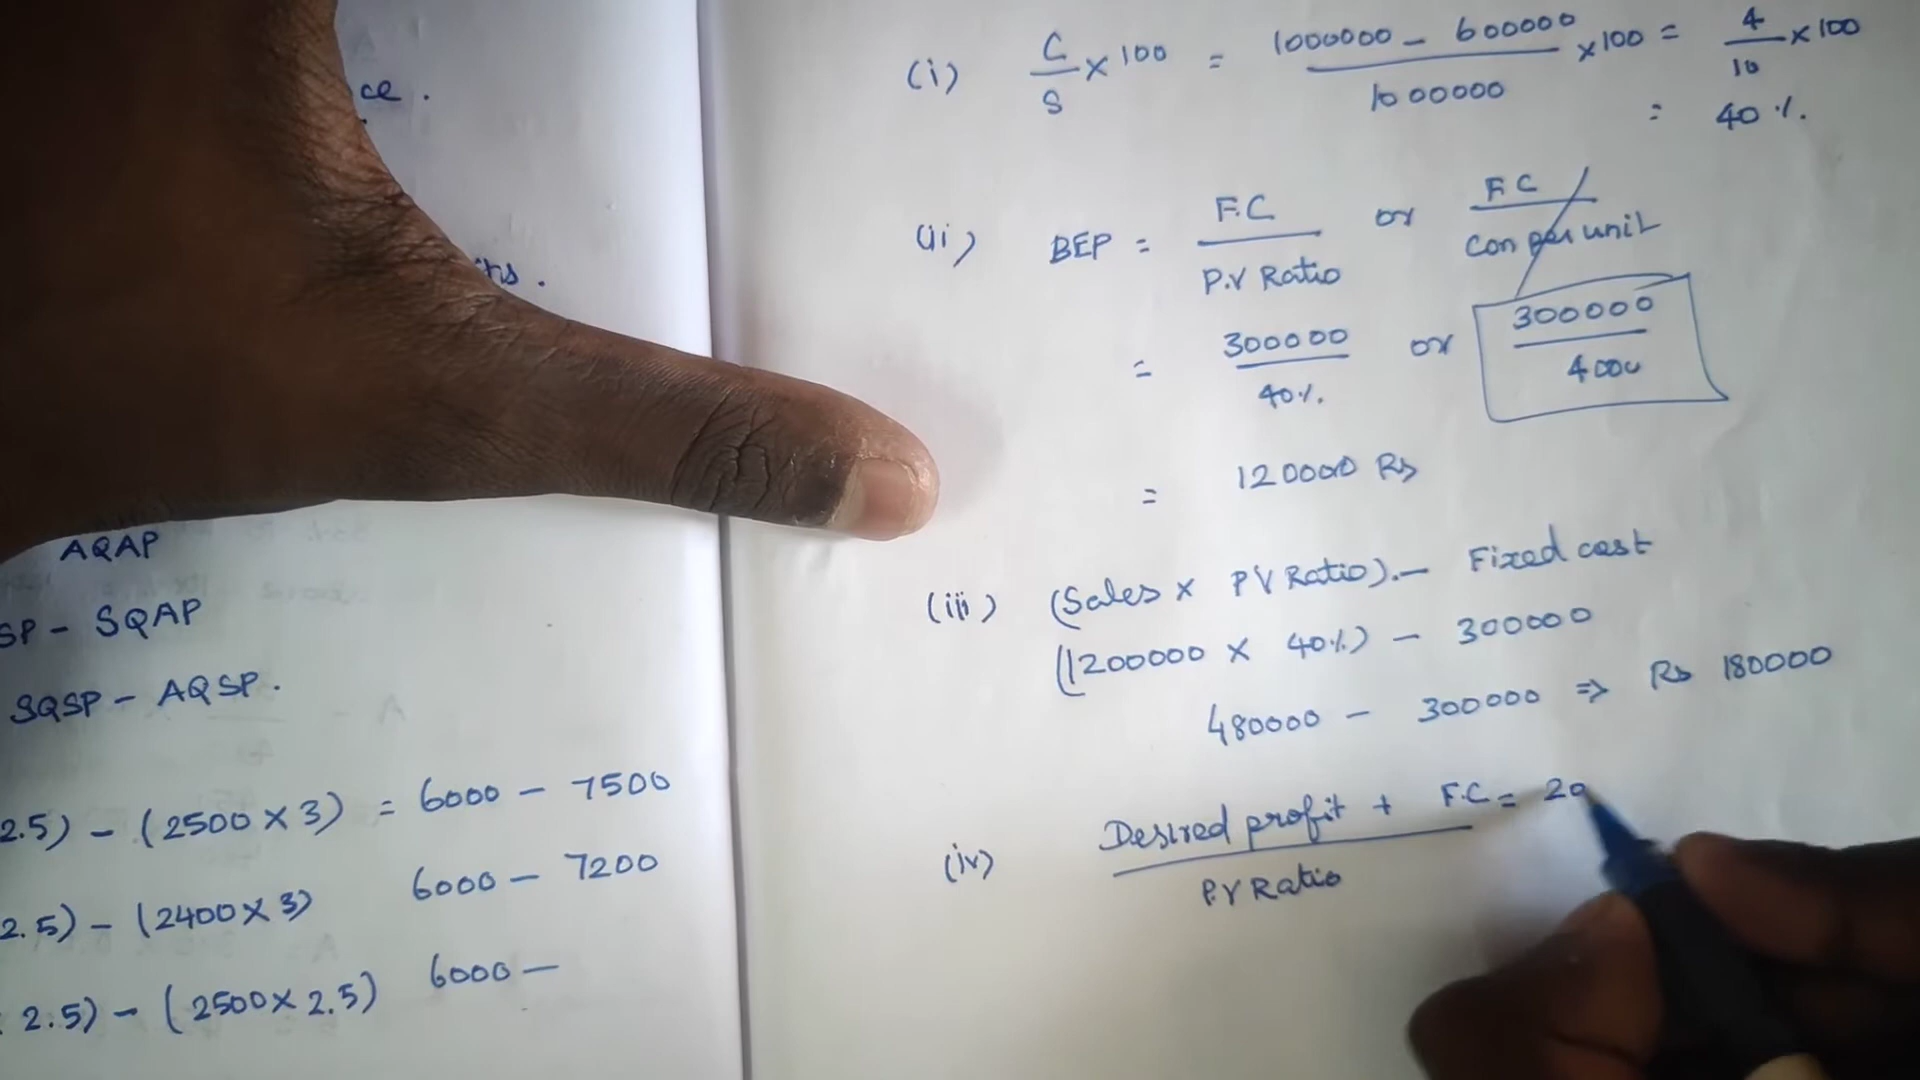 ce.
ns.
AQAP
SP - SQAP
SQSP - AQSP.
2.5) - (2500 x 3) = 6000 - 7500
2.5) - (2400 x 3) 6000 - 7200
2.5) - (2500 x 2.5) 6000 -
(i) C/S x 100 = 1000000 - 600000 / 1000000 x 100 = 4/10 x 100
= 40 %.
(ii) BEP = F.C / P.V Ratio or F.C / Con per unit
= 300000 / 40%. or 300000 / 4000
= 120000 Rs
(iii) (Sales x P V Ratio). - Fixed cost
(1200000 x 40%) - 300000
480000 - 300000 => Rs 180000
(iv) Desired profit + F.C / P.V Ratio = 20